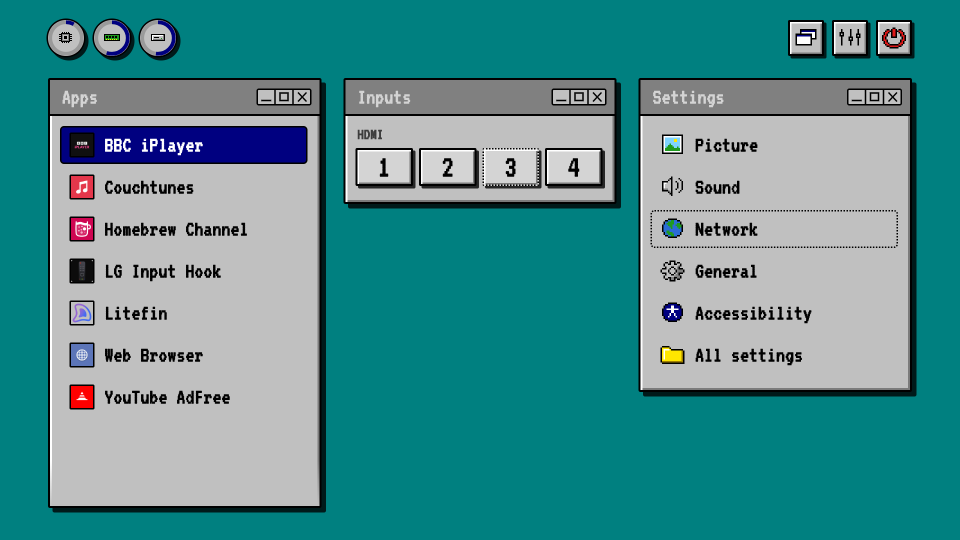 Apps
BBC iPlayer
Couchtunes
Homebrew Channel
LG Input Hook
Litefin
Web Browser
YouTube AdFree
Inputs
HDMI
1 2 3 4
Settings
Picture
Sound
Network
General
Accessibility
All settings